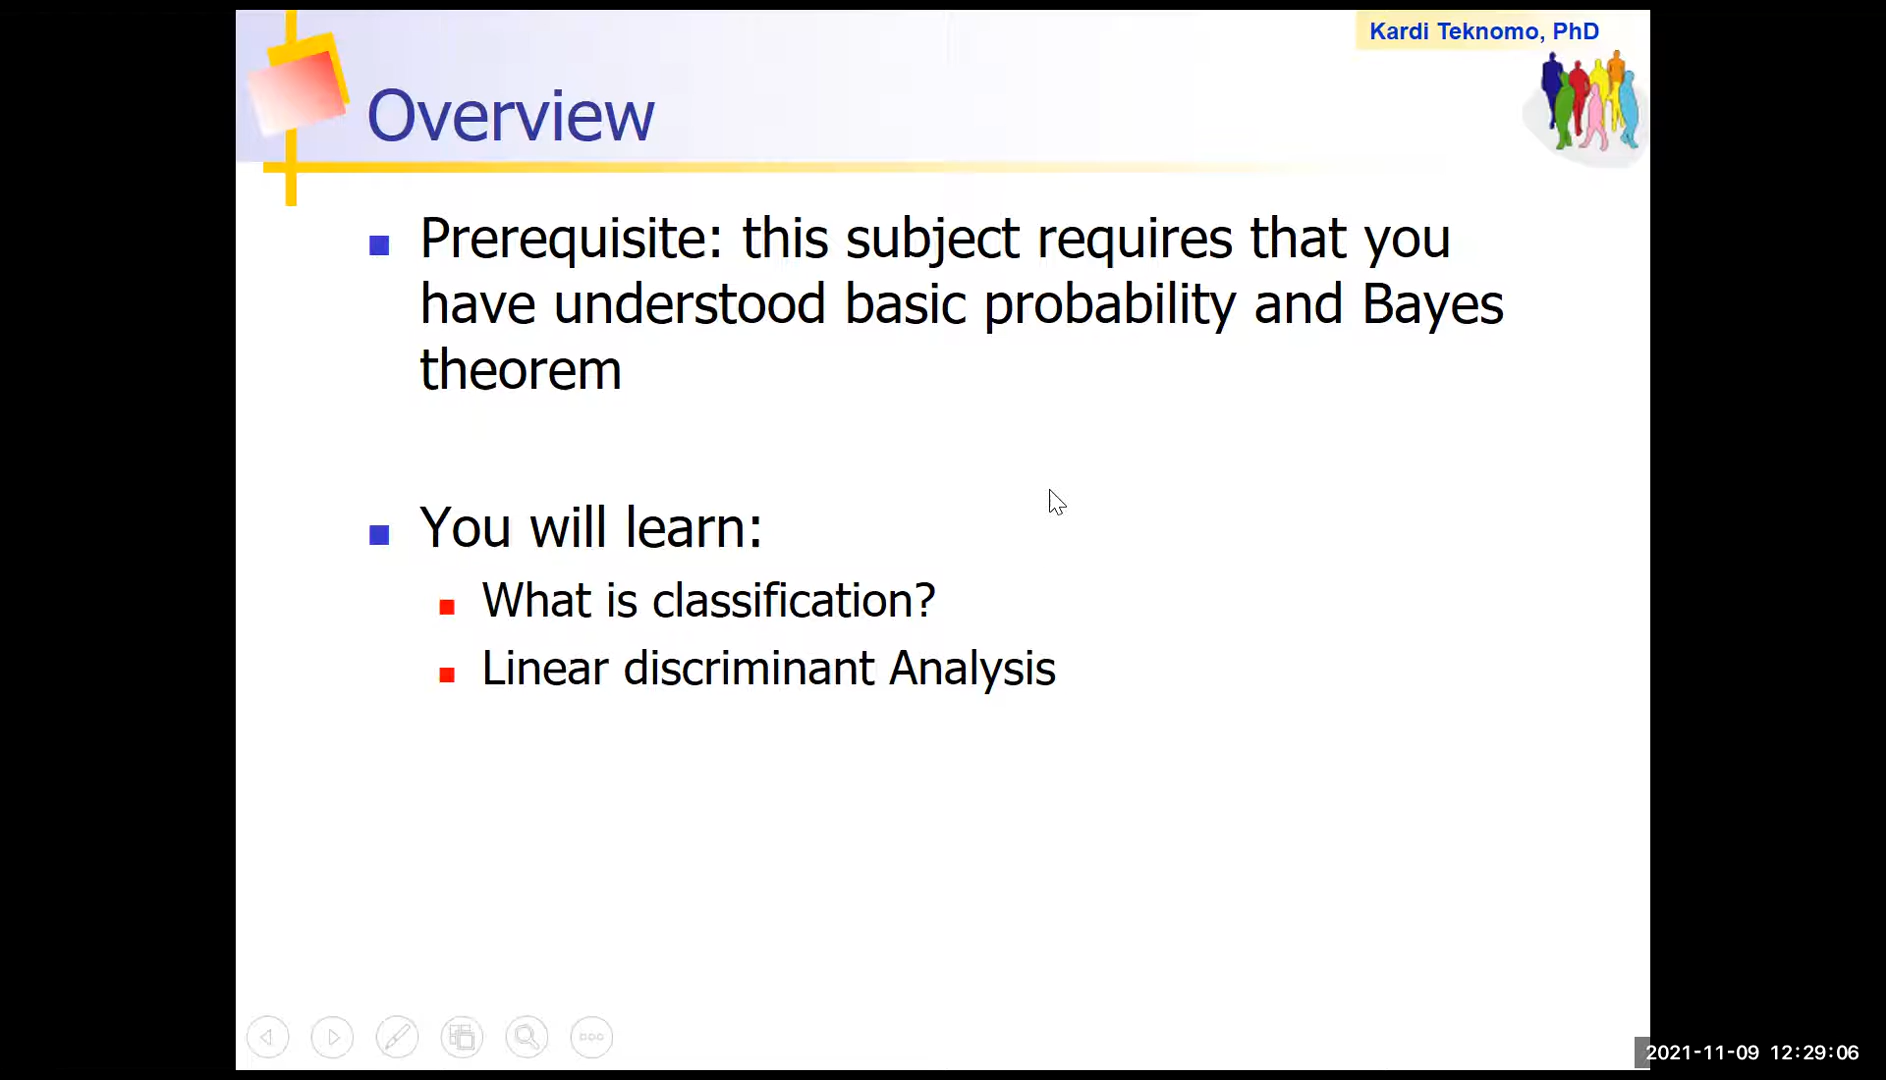 Kardi Teknomo, PhD
Overview
Prerequisite: this subject requires that you
have understood basic probability and Bayes
theorem
You will learn:
What is classification?
Linear discriminant Analysis
2021-11-09 12:29:06